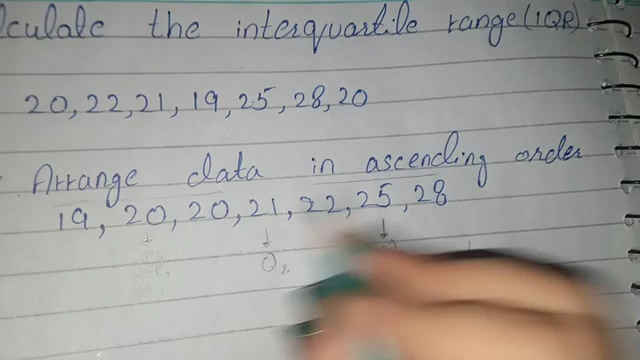 the interquartile range (IQR)
20, 22, 21, 19, 25, 28, 20
Arrange data in ascending order
19, 20, 20, 21, 22, 25, 28
Q2